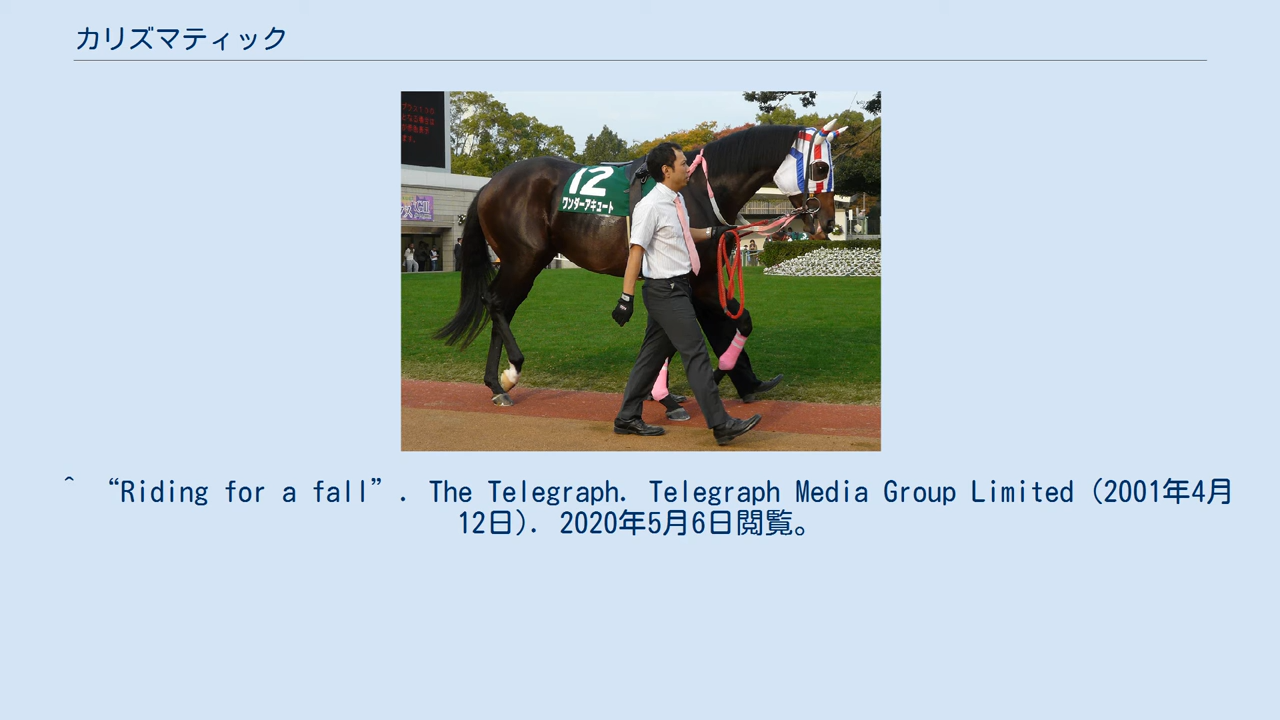 カリズマティック
12
ワンダーアキュート
^ “Riding for a fall”. The Telegraph. Telegraph Media Group Limited (2001年4月
12日). 2020年5月6日閲覧。